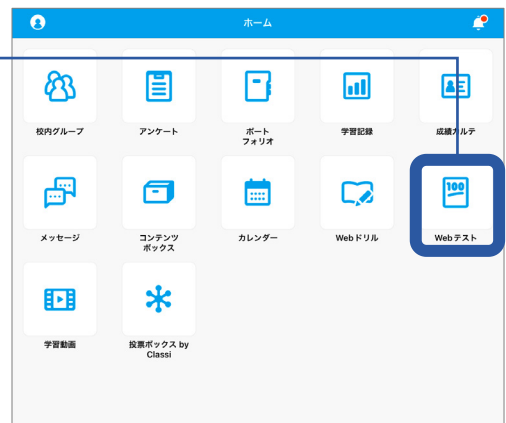 ホーム
校内グループ
アンケート
ポート
フォリオ
学習記録
成績カルテ
メッセージ
コンテンツ
ボックス
カレンダー
Webドリル
100
Webテスト
学習動画
投票ボックス by
Classi